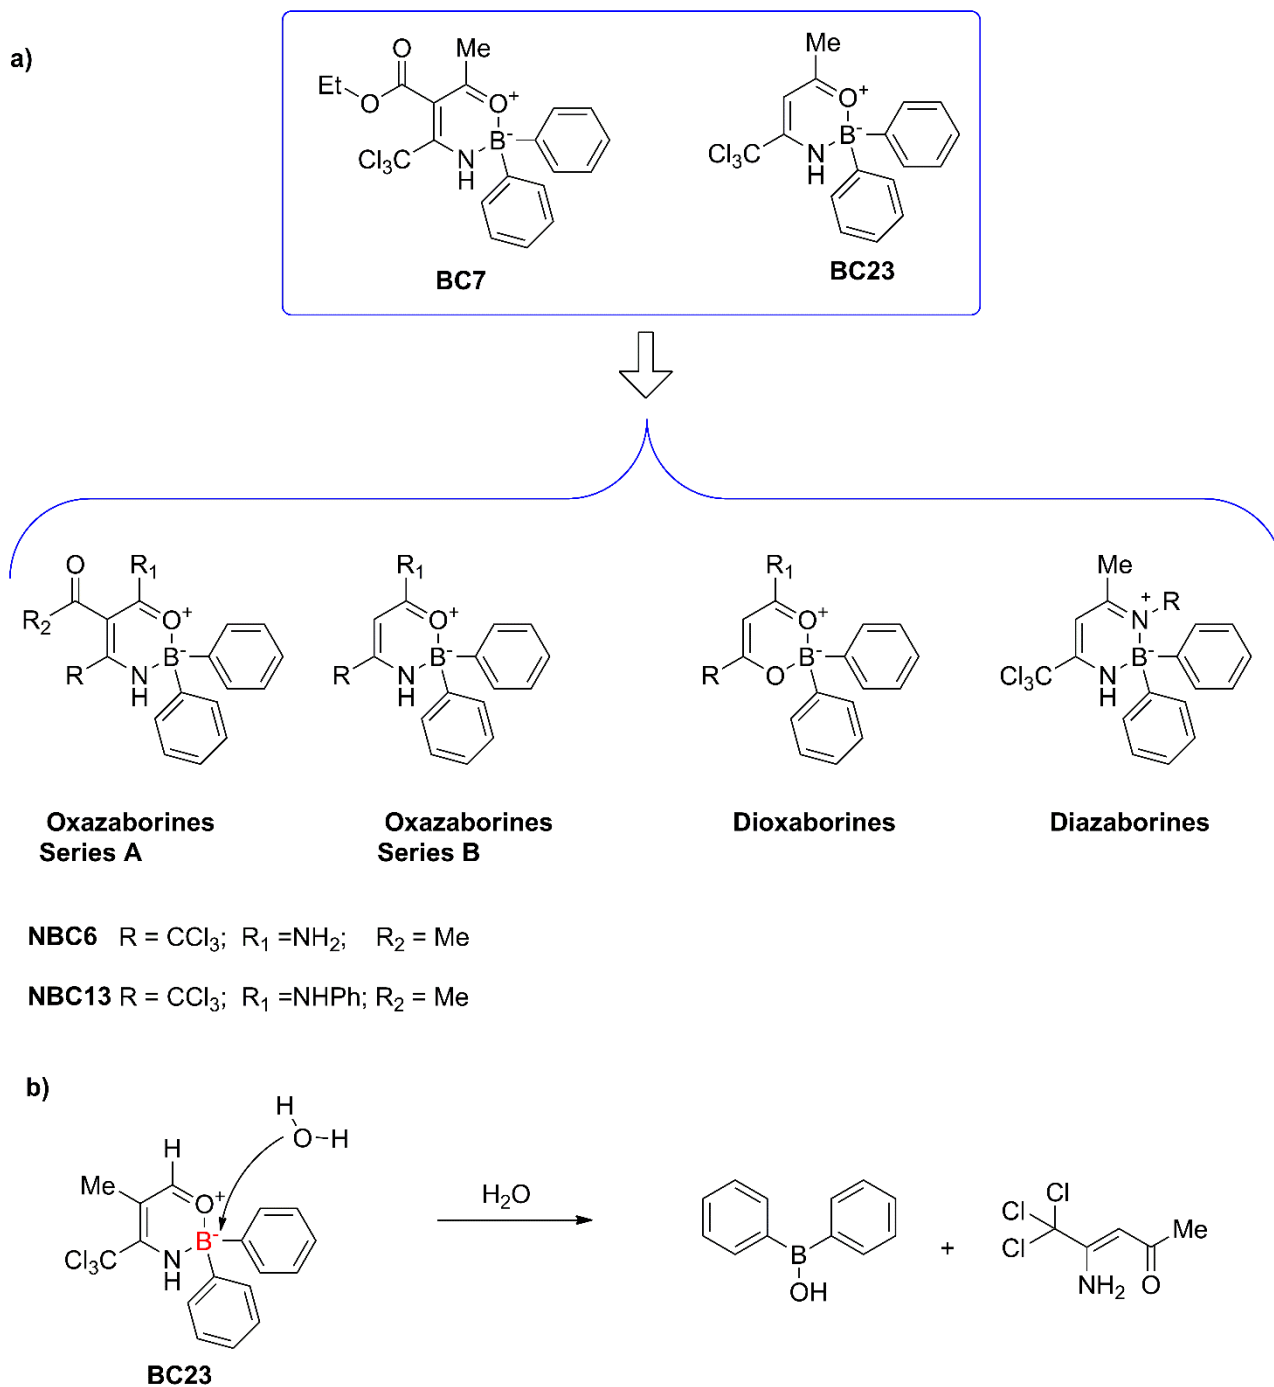 a)
Me
O
Et
O
O+
B-
Cl3C
N
H
BC7
Me
O+
B-
Cl3C
N
H
BC23
O
R1
R2
O+
B-
R
N
H
R1
O+
B-
R
N
H
R1
O+
B-
R
O
Me
+
N
R
B-
Cl3C
N
H
Oxazaborines
Series A
Oxazaborines
Series B
Dioxaborines
Diazaborines
NBC6 R = CCl3; R1 =NH2; R2 = Me
NBC13 R = CCl3; R1 =NHPh; R2 = Me
b)
H
O-H
H
Me
O+
B-
Cl3C
N
H
BC23
H2O
B
OH
+
Cl
Cl
Cl
Me
NH2
O